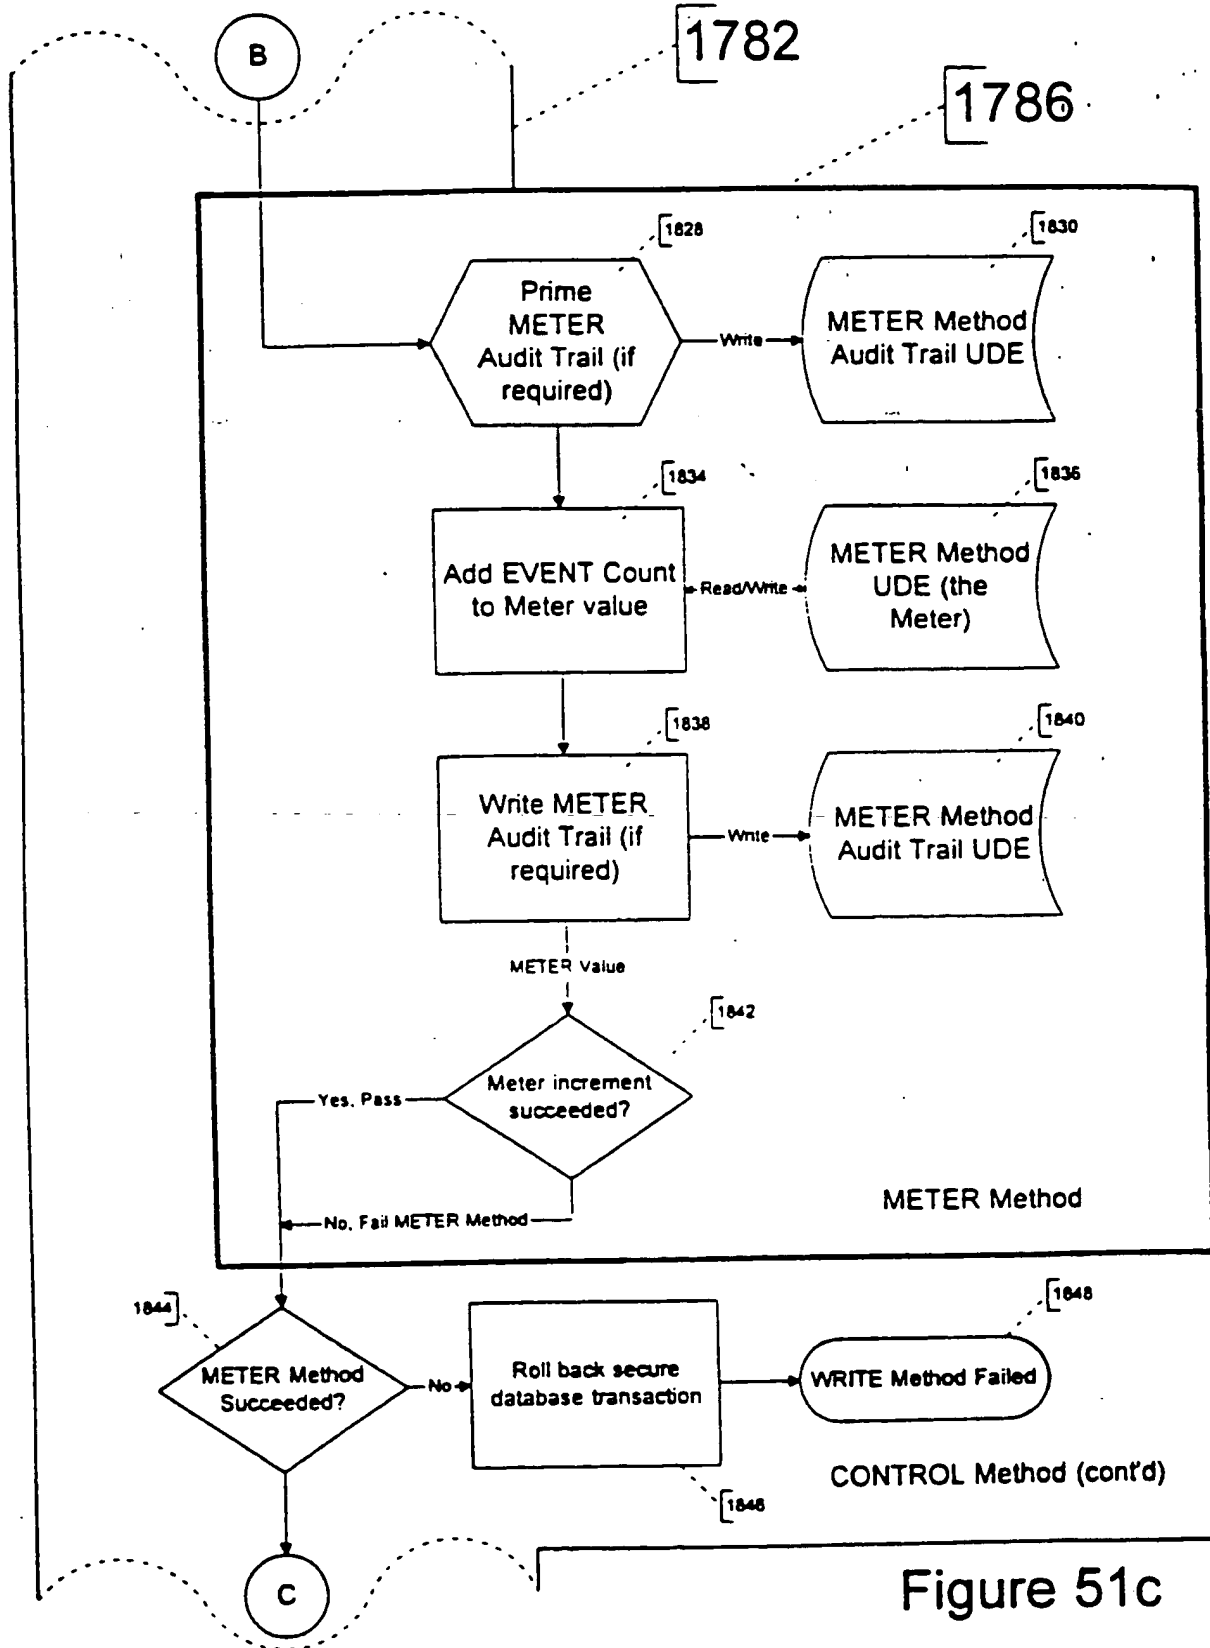 B
1782
1786
1828
1830
Prime
METER
Audit Trail (if
required)
Write
METER Method
Audit Trail UDE
1834
1836
Add EVENT Count
to Meter value
Read/Write
METER Method
UDE (the
Meter)
1838
1840
Write METER
Audit Trail (if
required)
Write
METER Method
Audit Trail UDE
METER Value
1842
Meter increment
succeeded?
Yes, Pass
No, Fail METER Method
METER Method
1844
1848
METER Method
Succeeded?
No
Roll back secure
database transaction
WRITE Method Failed
CONTROL Method (cont'd)
1846
C
Figure 51c